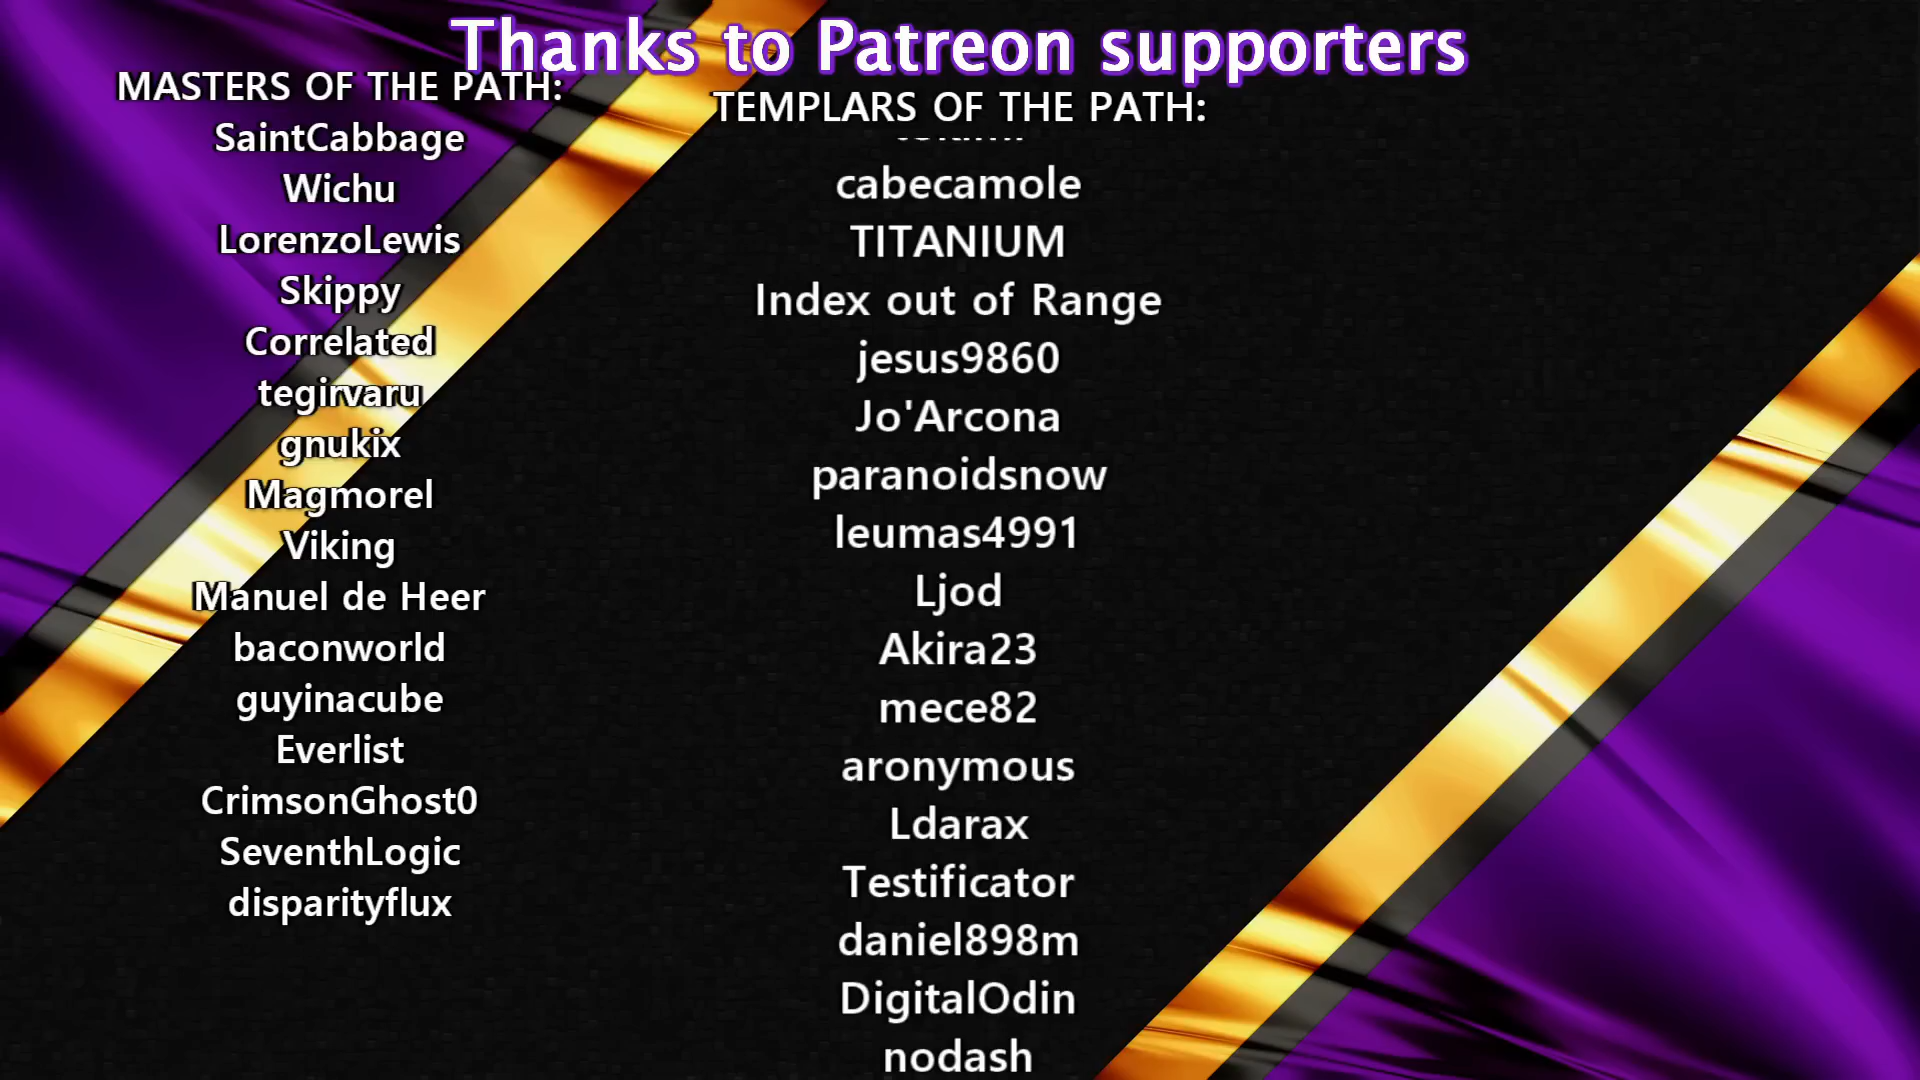 Thanks to Patreon supporters
MASTERS OF THE PATH:
SaintCabbage
Wichu
LorenzoLewis
Skippy
Correlated
tegirvaru
gnukix
Magmorel
Viking
Manuel de Heer
baconworld
guyinacube
Everlist
CrimsonGhost0
SeventhLogic
disparityflux
TEMPLARS OF THE PATH:
cabecamole
TITANIUM
Index out of Range
jesus9860
Jo'Arcona
paranoidsnow
leumas4991
Ljod
Akira23
mece82
aronymous
Ldarax
Testificator
daniel898m
DigitalOdin
nodash